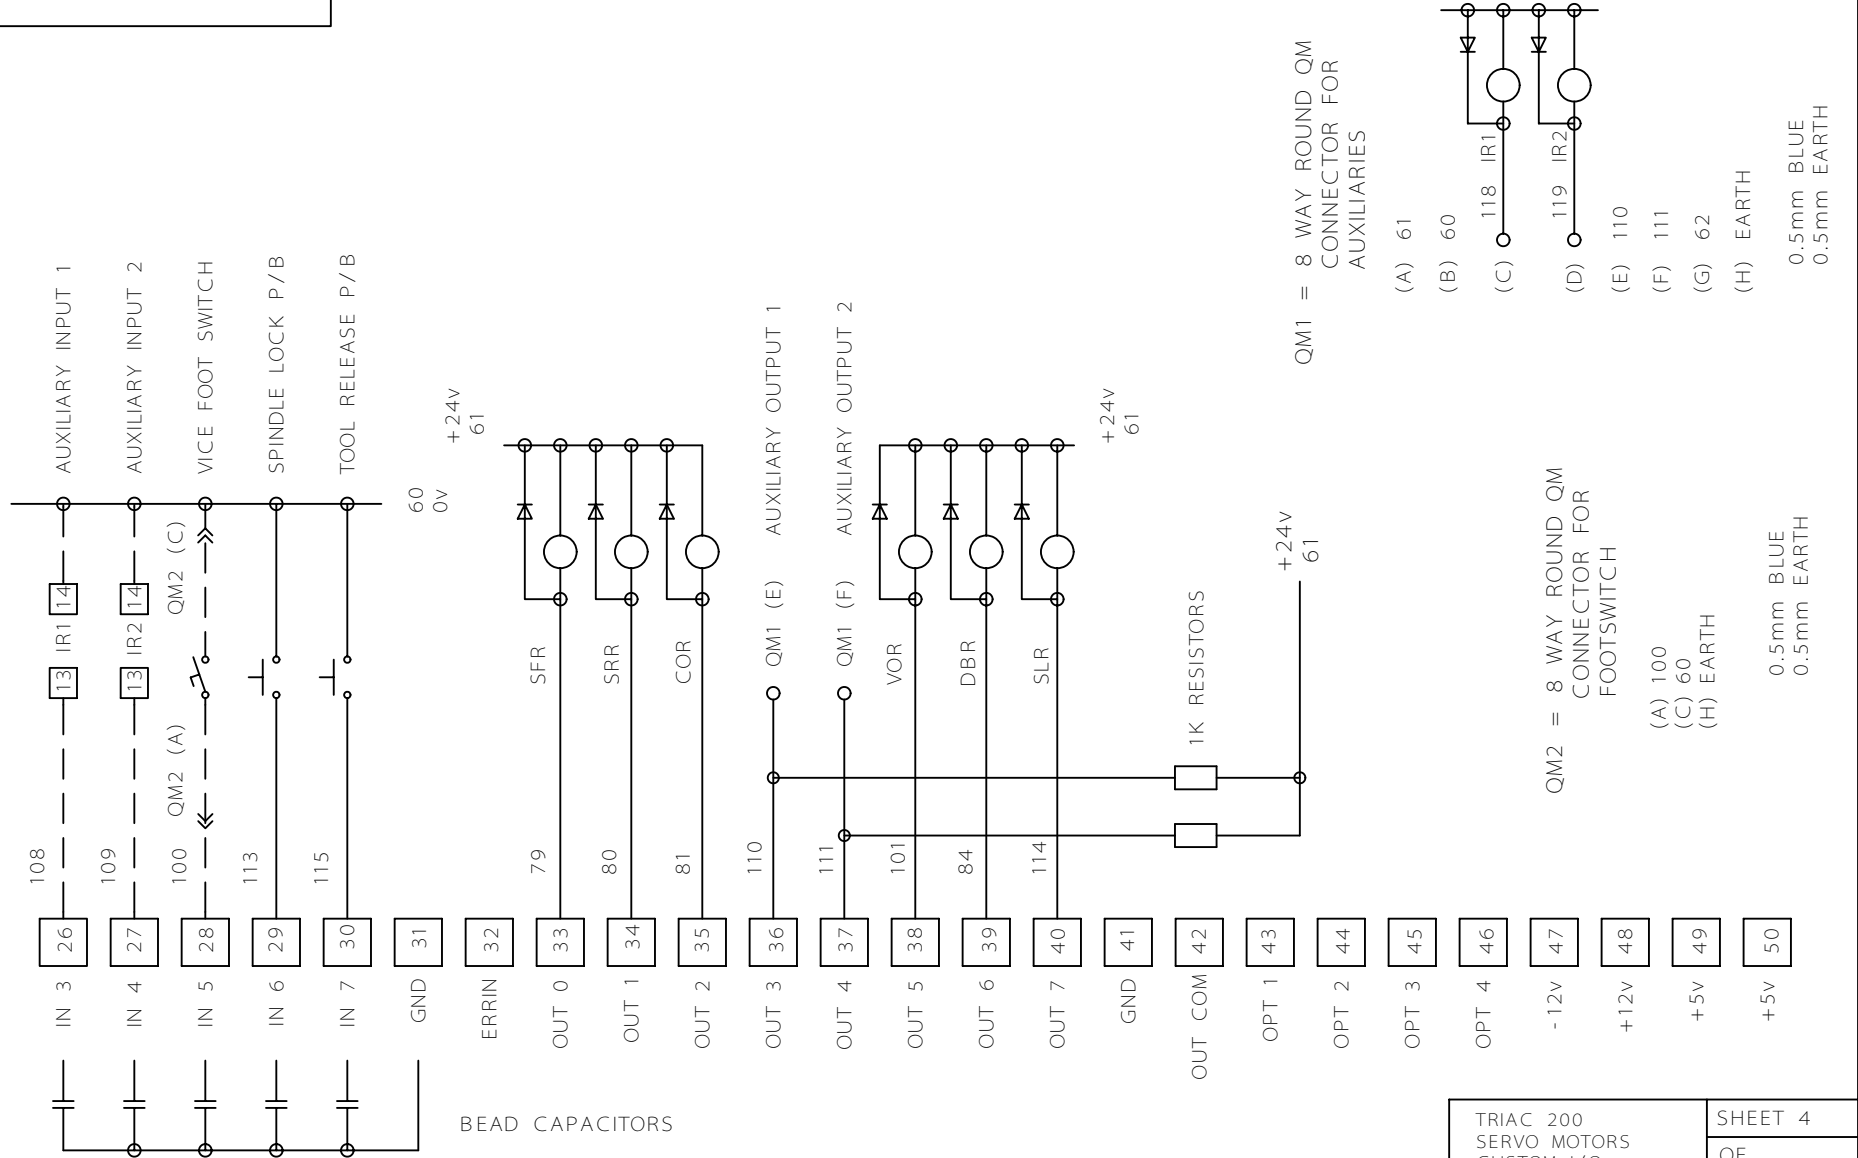 AUXILIARY INPUT 1
AUXILIARY INPUT 2
VICE FOOT SWITCH
SPINDLE LOCK P/B
TOOL RELEASE P/B
60
0v
14
IR1
13
14
IR2
13
QM2 (C)
QM2 (A)
108
109
100
113
115
+24v
61
SFR
SRR
COR
79
80
81
QM1 (E) AUXILIARY OUTPUT 1
QM1 (F) AUXILIARY OUTPUT 2
110
111
VOR
DBR
SLR
101
84
114
+24v
61
1K RESISTORS
+24v
61
QM1 = 8 WAY ROUND QM
CONNECTOR FOR
AUXILIARIES
(A) 61
(B) 60
(C) 118 IR1
(D) 119 IR2
(E) 110
(F) 111
(G) 62
(H) EARTH
0.5mm BLUE
0.5mm EARTH
QM2 = 8 WAY ROUND QM
CONNECTOR FOR
FOOTSWITCH
(A) 100
(C) 60
(H) EARTH
0.5mm BLUE
0.5mm EARTH
26
27
28
29
30
31
32
33
34
35
36
37
38
39
40
41
42
43
44
45
46
47
48
49
50
IN 3
IN 4
IN 5
IN 6
IN 7
GND
ERRIN
OUT 0
OUT 1
OUT 2
OUT 3
OUT 4
OUT 5
OUT 6
OUT 7
GND
OUT COM
OPT 1
OPT 2
OPT 3
OPT 4
-12v
+12v
+5v
+5v
BEAD CAPACITORS
TRIAC 200
SERVO MOTORS
SHEET 4
OF